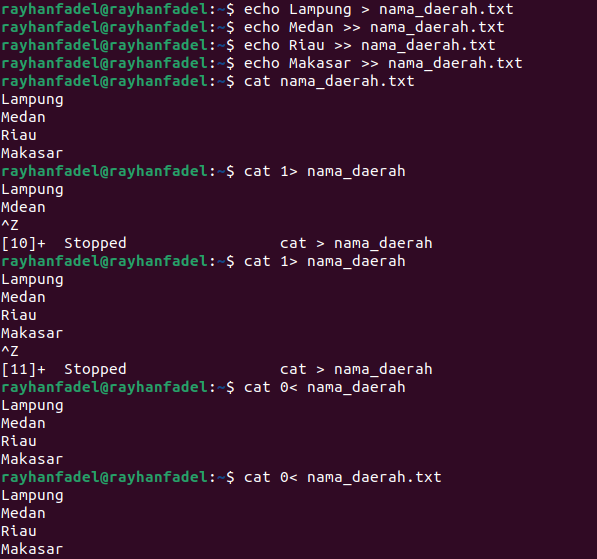 rayhanfadel@rayhanfadel:~$ echo Lampung > nama_daerah.txt
rayhanfadel@rayhanfadel:~$ echo Medan >> nama_daerah.txt
rayhanfadel@rayhanfadel:~$ echo Riau >> nama_daerah.txt
rayhanfadel@rayhanfadel:~$ echo Makasar >> nama_daerah.txt
rayhanfadel@rayhanfadel:~$ cat nama_daerah.txt
Lampung
Medan
Riau
Makasar
rayhanfadel@rayhanfadel:~$ cat 1> nama_daerah
Lampung
Mdean
^Z
[10]+  Stopped                 cat > nama_daerah
rayhanfadel@rayhanfadel:~$ cat 1> nama_daerah
Lampung
Medan
Riau
Makasar
^Z
[11]+  Stopped                 cat > nama_daerah
rayhanfadel@rayhanfadel:~$ cat 0< nama_daerah
Lampung
Medan
Riau
Makasar
rayhanfadel@rayhanfadel:~$ cat 0< nama_daerah.txt
Lampung
Medan
Riau
Makasar